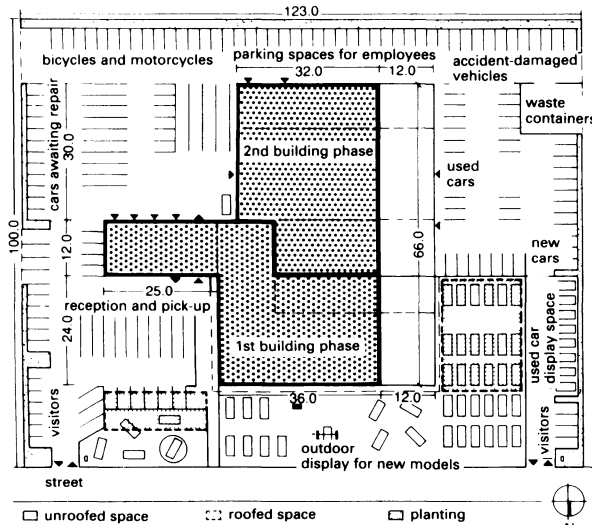 123.0
bicycles and motorcycles
parking spaces for employees
accident-damaged
vehicles
32.0
12.0
waste
containers
cars awaiting repair
30.0
2nd building phase
used
cars
100.0
12.0
66.0
new
cars
25.0
reception and pick-up
24.0
1st building phase
used car
display space
36.0
12.0
visitors
outdoor
display for new models
visitors
street
unroofed space
roofed space
planting
N